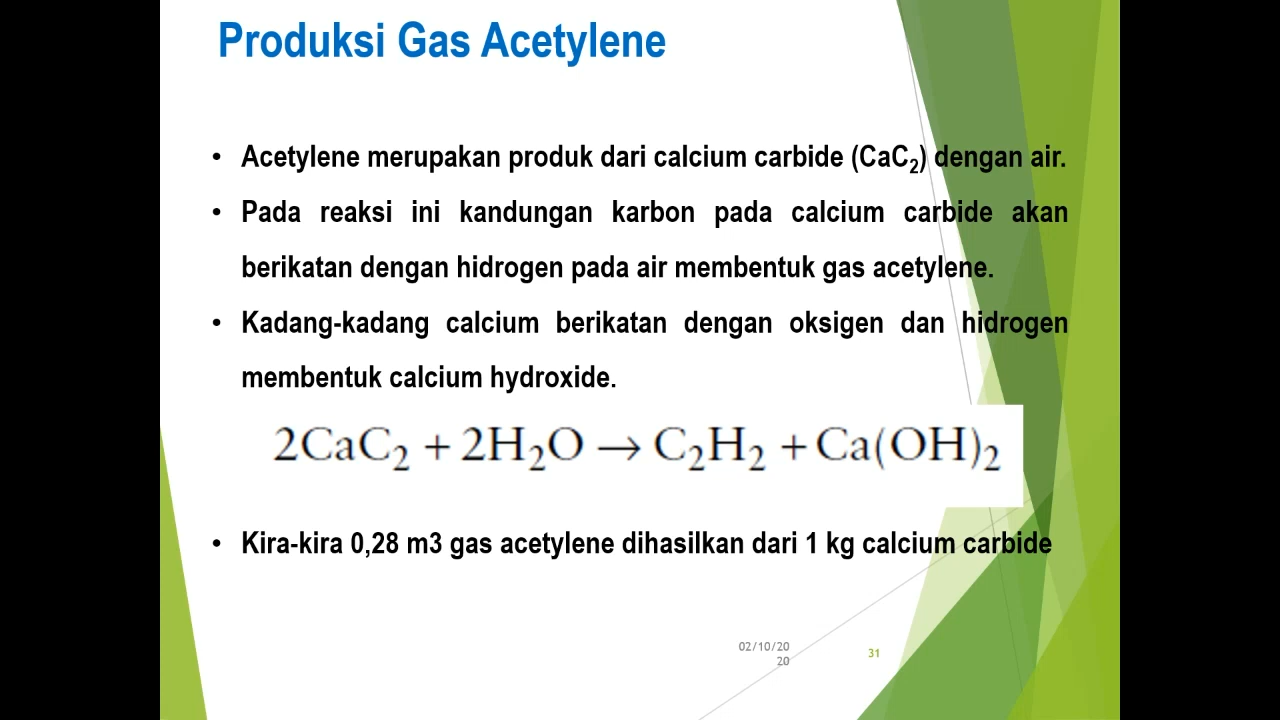 Produksi Gas Acetylene
• Acetylene merupakan produk dari calcium carbide (CaC₂) dengan air.
• Pada reaksi ini kandungan karbon pada calcium carbide akan
berikatan dengan hidrogen pada air membentuk gas acetylene.
• Kadang-kadang calcium berikatan dengan oksigen dan hidrogen
membentuk calcium hydroxide.
2CaC₂ + 2H₂O → C₂H₂ + Ca(OH)₂
• Kira-kira 0,28 m3 gas acetylene dihasilkan dari 1 kg calcium carbide
02/10/20
20
31